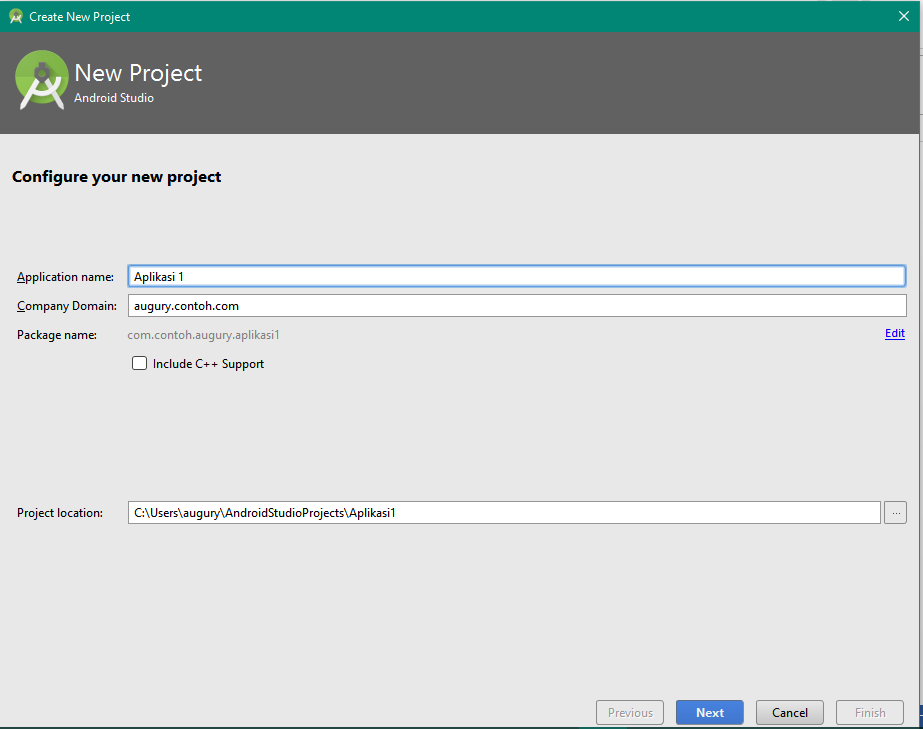 Create New Project
New Project
Android Studio
Configure your new project
Application name: Aplikasi 1
Company Domain: augury.contoh.com
Package name: com.contoh.augury.aplikasi1 Edit
Include C++ Support
Project location: C:\Users\augury\AndroidStudioProjects\Aplikasi1 ...
Previous Next Cancel Finish